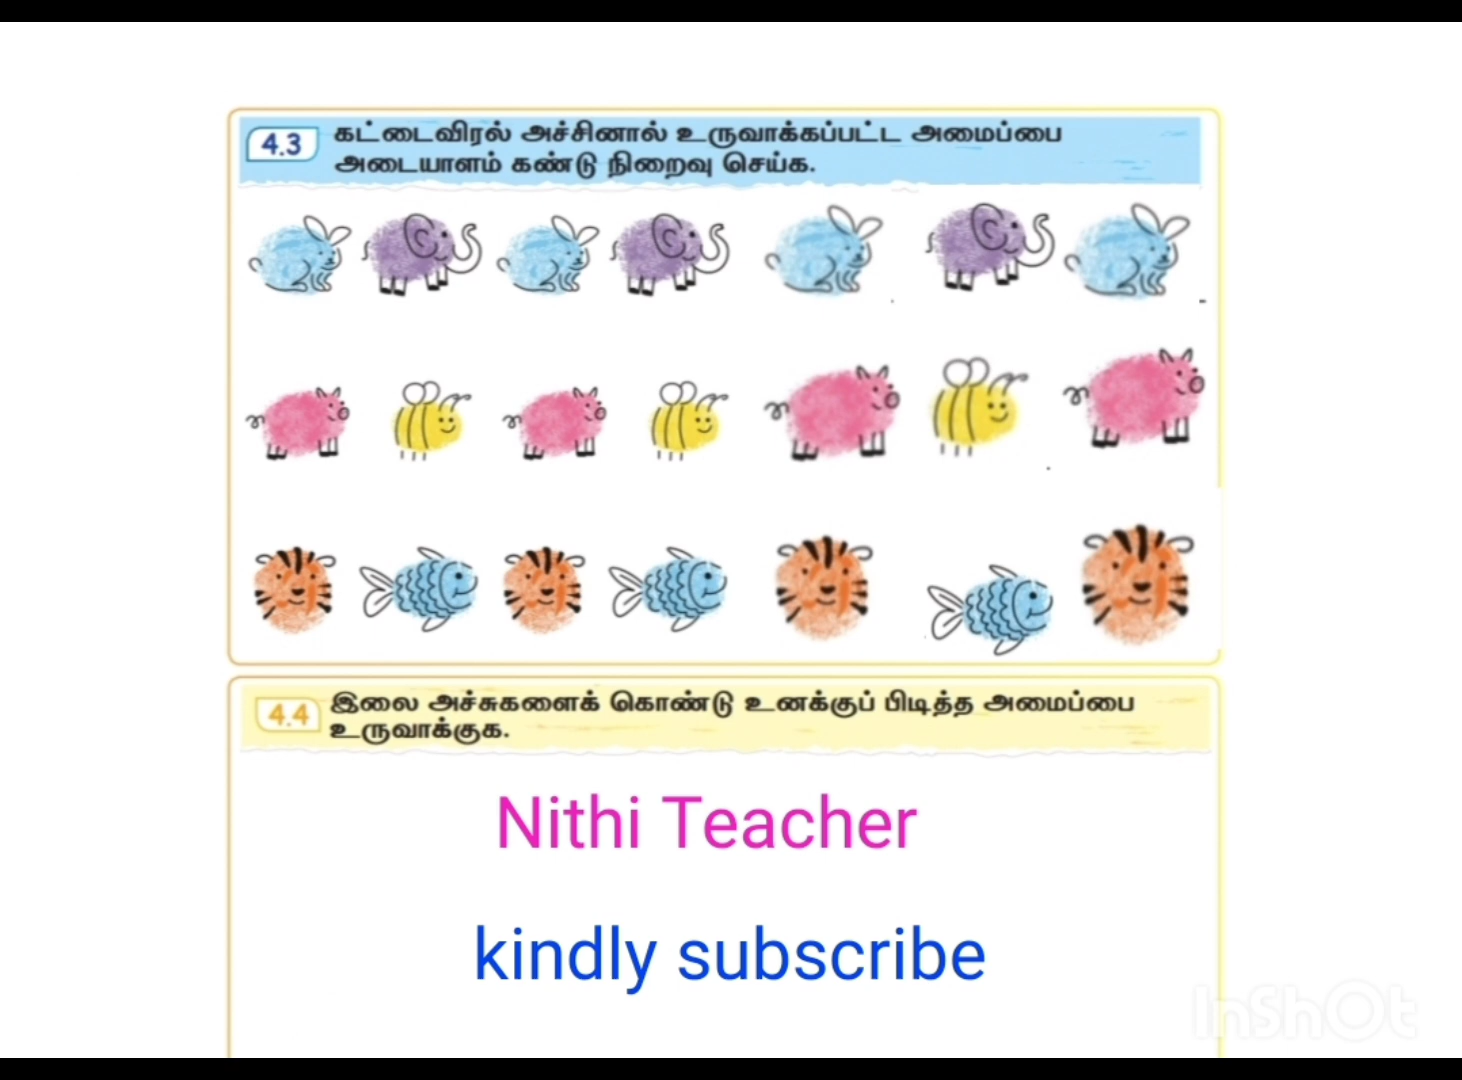 4.3 கட்டைவிரல் அச்சினால் உருவாக்கப்பட்ட அமைப்பை
அடையாளம் கண்டு நிறைவு செய்க.
4.4 இலை அச்சுகளைக் கொண்டு உனக்குப் பிடித்த அமைப்பை
உருவாக்குக.
Nithi Teacher
kindly subscribe
InShOt